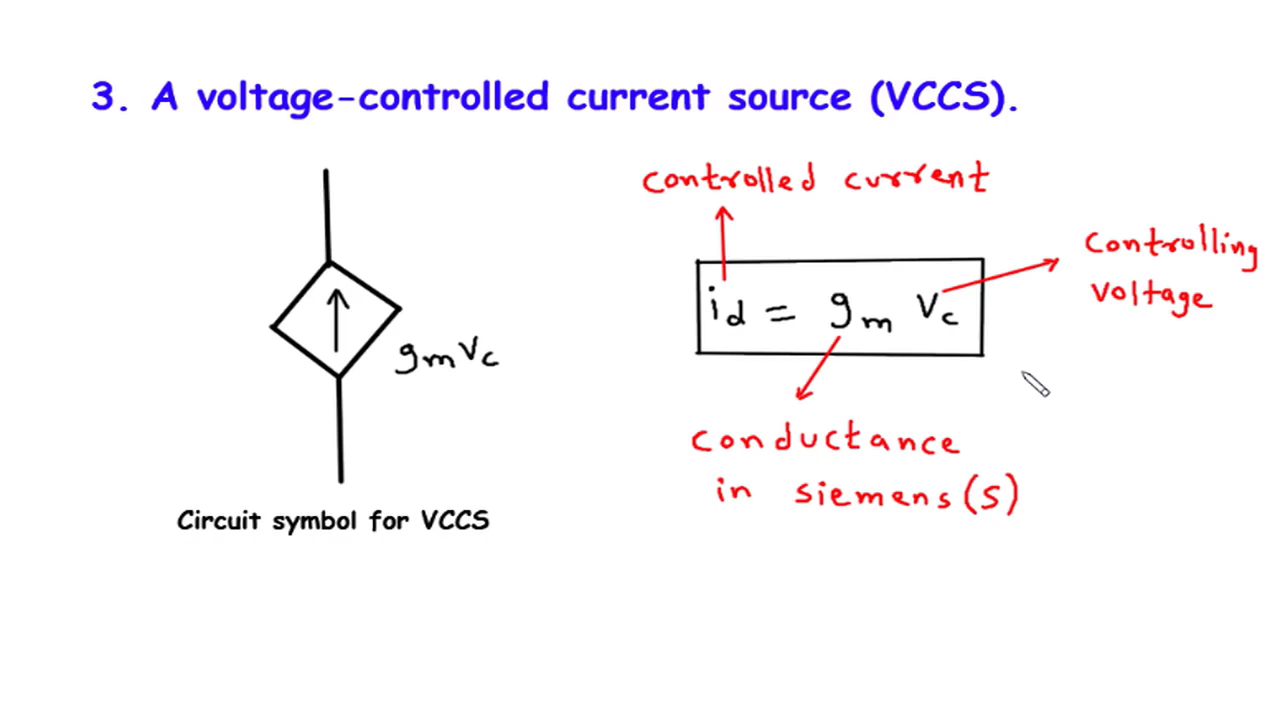 3. A voltage-controlled current source (VCCS).
controlled current
controlling
voltage
id = gm vc
gmvc
conductance
in siemens(s)
Circuit symbol for VCCS